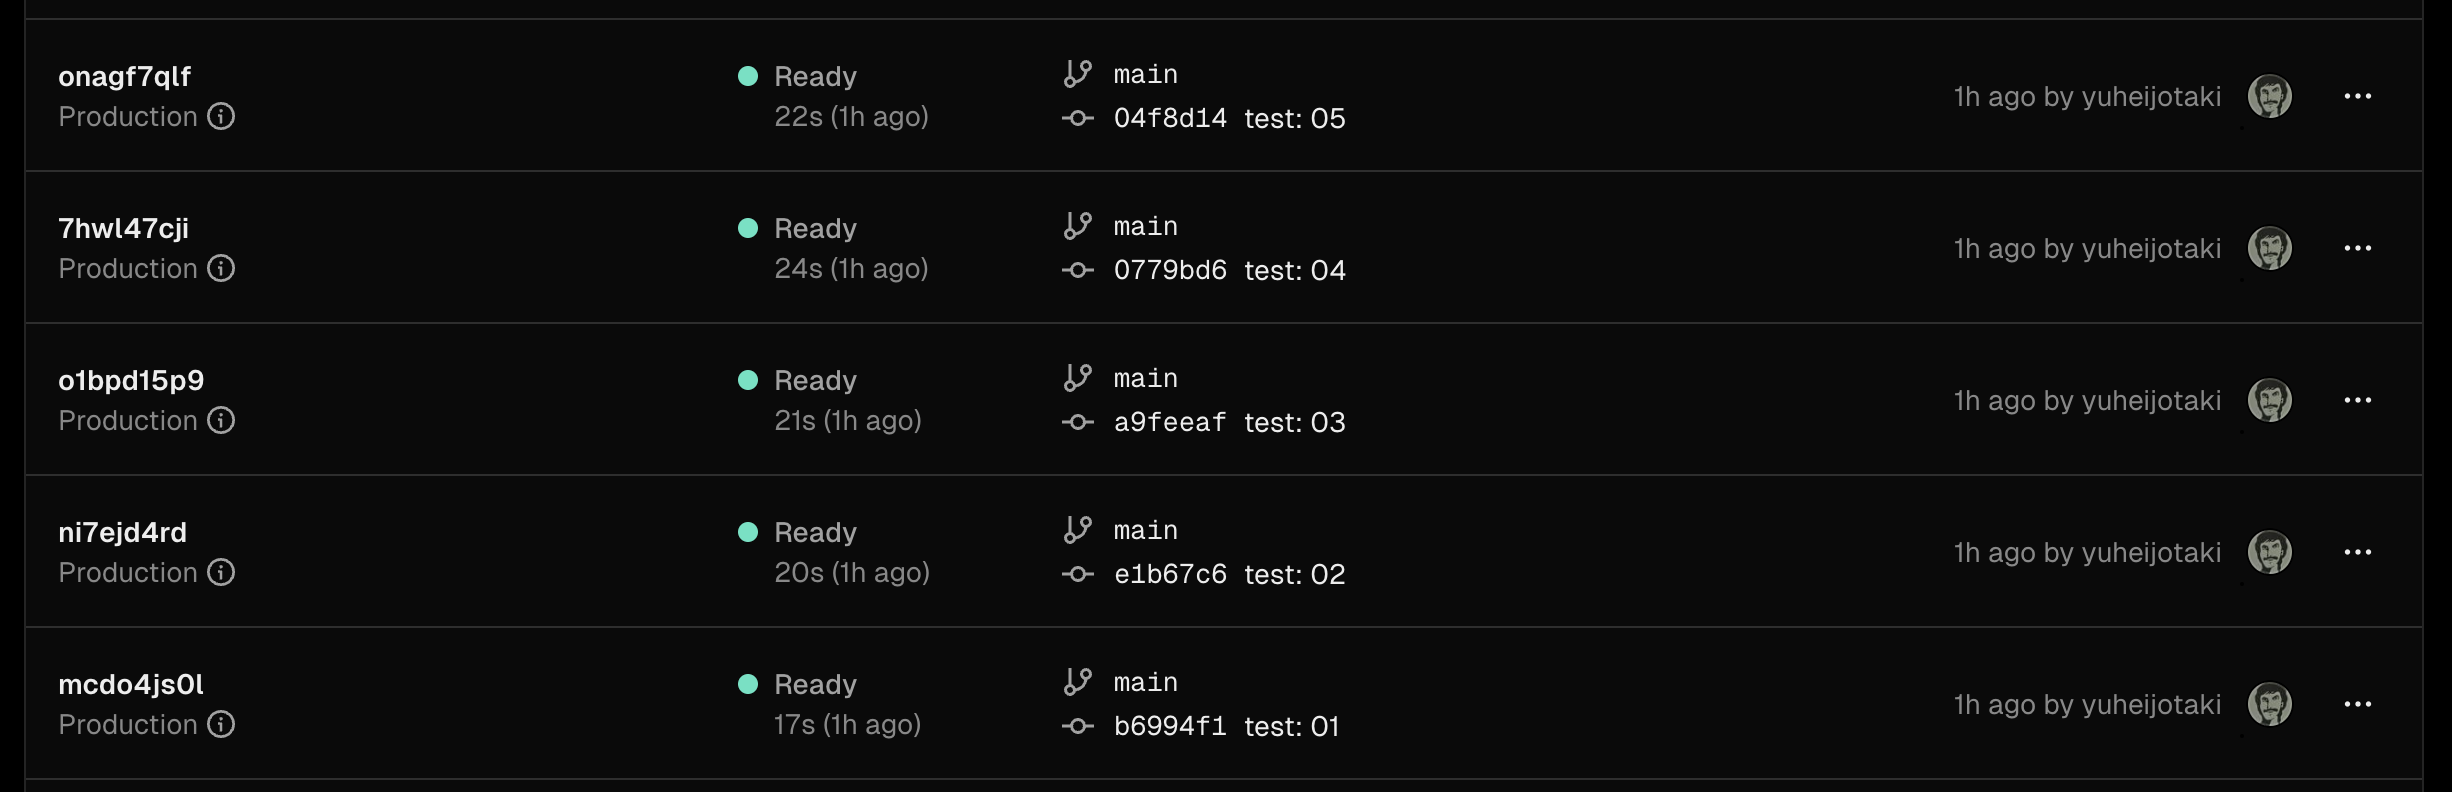 onagf7qlf
Production
Ready
22s (1h ago)
main
04f8d14 test: 05
1h ago by yuheijotaki
7hwl47cji
Production
Ready
24s (1h ago)
main
0779bd6 test: 04
1h ago by yuheijotaki
o1bpd15p9
Production
Ready
21s (1h ago)
main
a9feeaf test: 03
1h ago by yuheijotaki
ni7ejd4rd
Production
Ready
20s (1h ago)
main
e1b67c6 test: 02
1h ago by yuheijotaki
mcdo4js0l
Production
Ready
17s (1h ago)
main
b6994f1 test: 01
1h ago by yuheijotaki